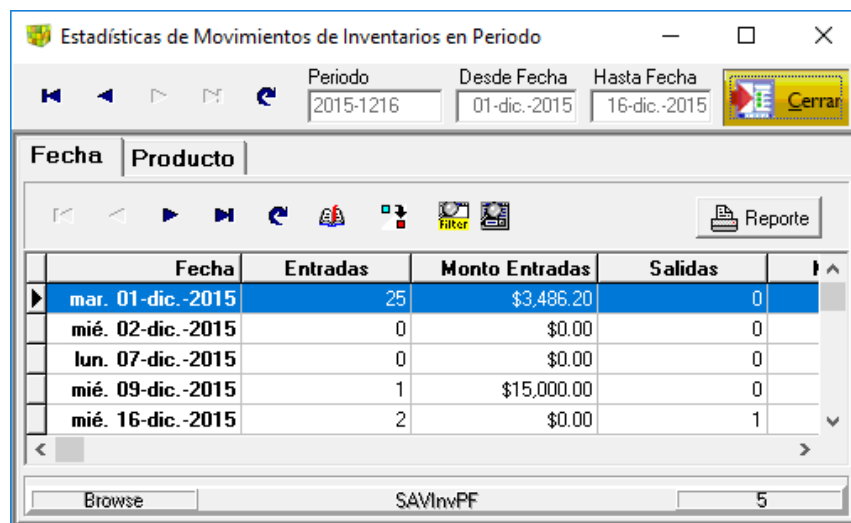 Estadísticas de Movimientos de Inventarios en Periodo
Periodo Desde Fecha Hasta Fecha
2015-1216 01-dic.-2015 16-dic.-2015 Cerrar
Fecha Producto
Filter Reporte
Fecha Entradas Monto Entradas Salidas
mar. 01-dic.-2015 25 $3,486.20 0
mié. 02-dic.-2015 0 $0.00 0
lun. 07-dic.-2015 0 $0.00 0
mié. 09-dic.-2015 1 $15,000.00 0
mié. 16-dic.-2015 2 $0.00 1
Browse SAVInvPF 5